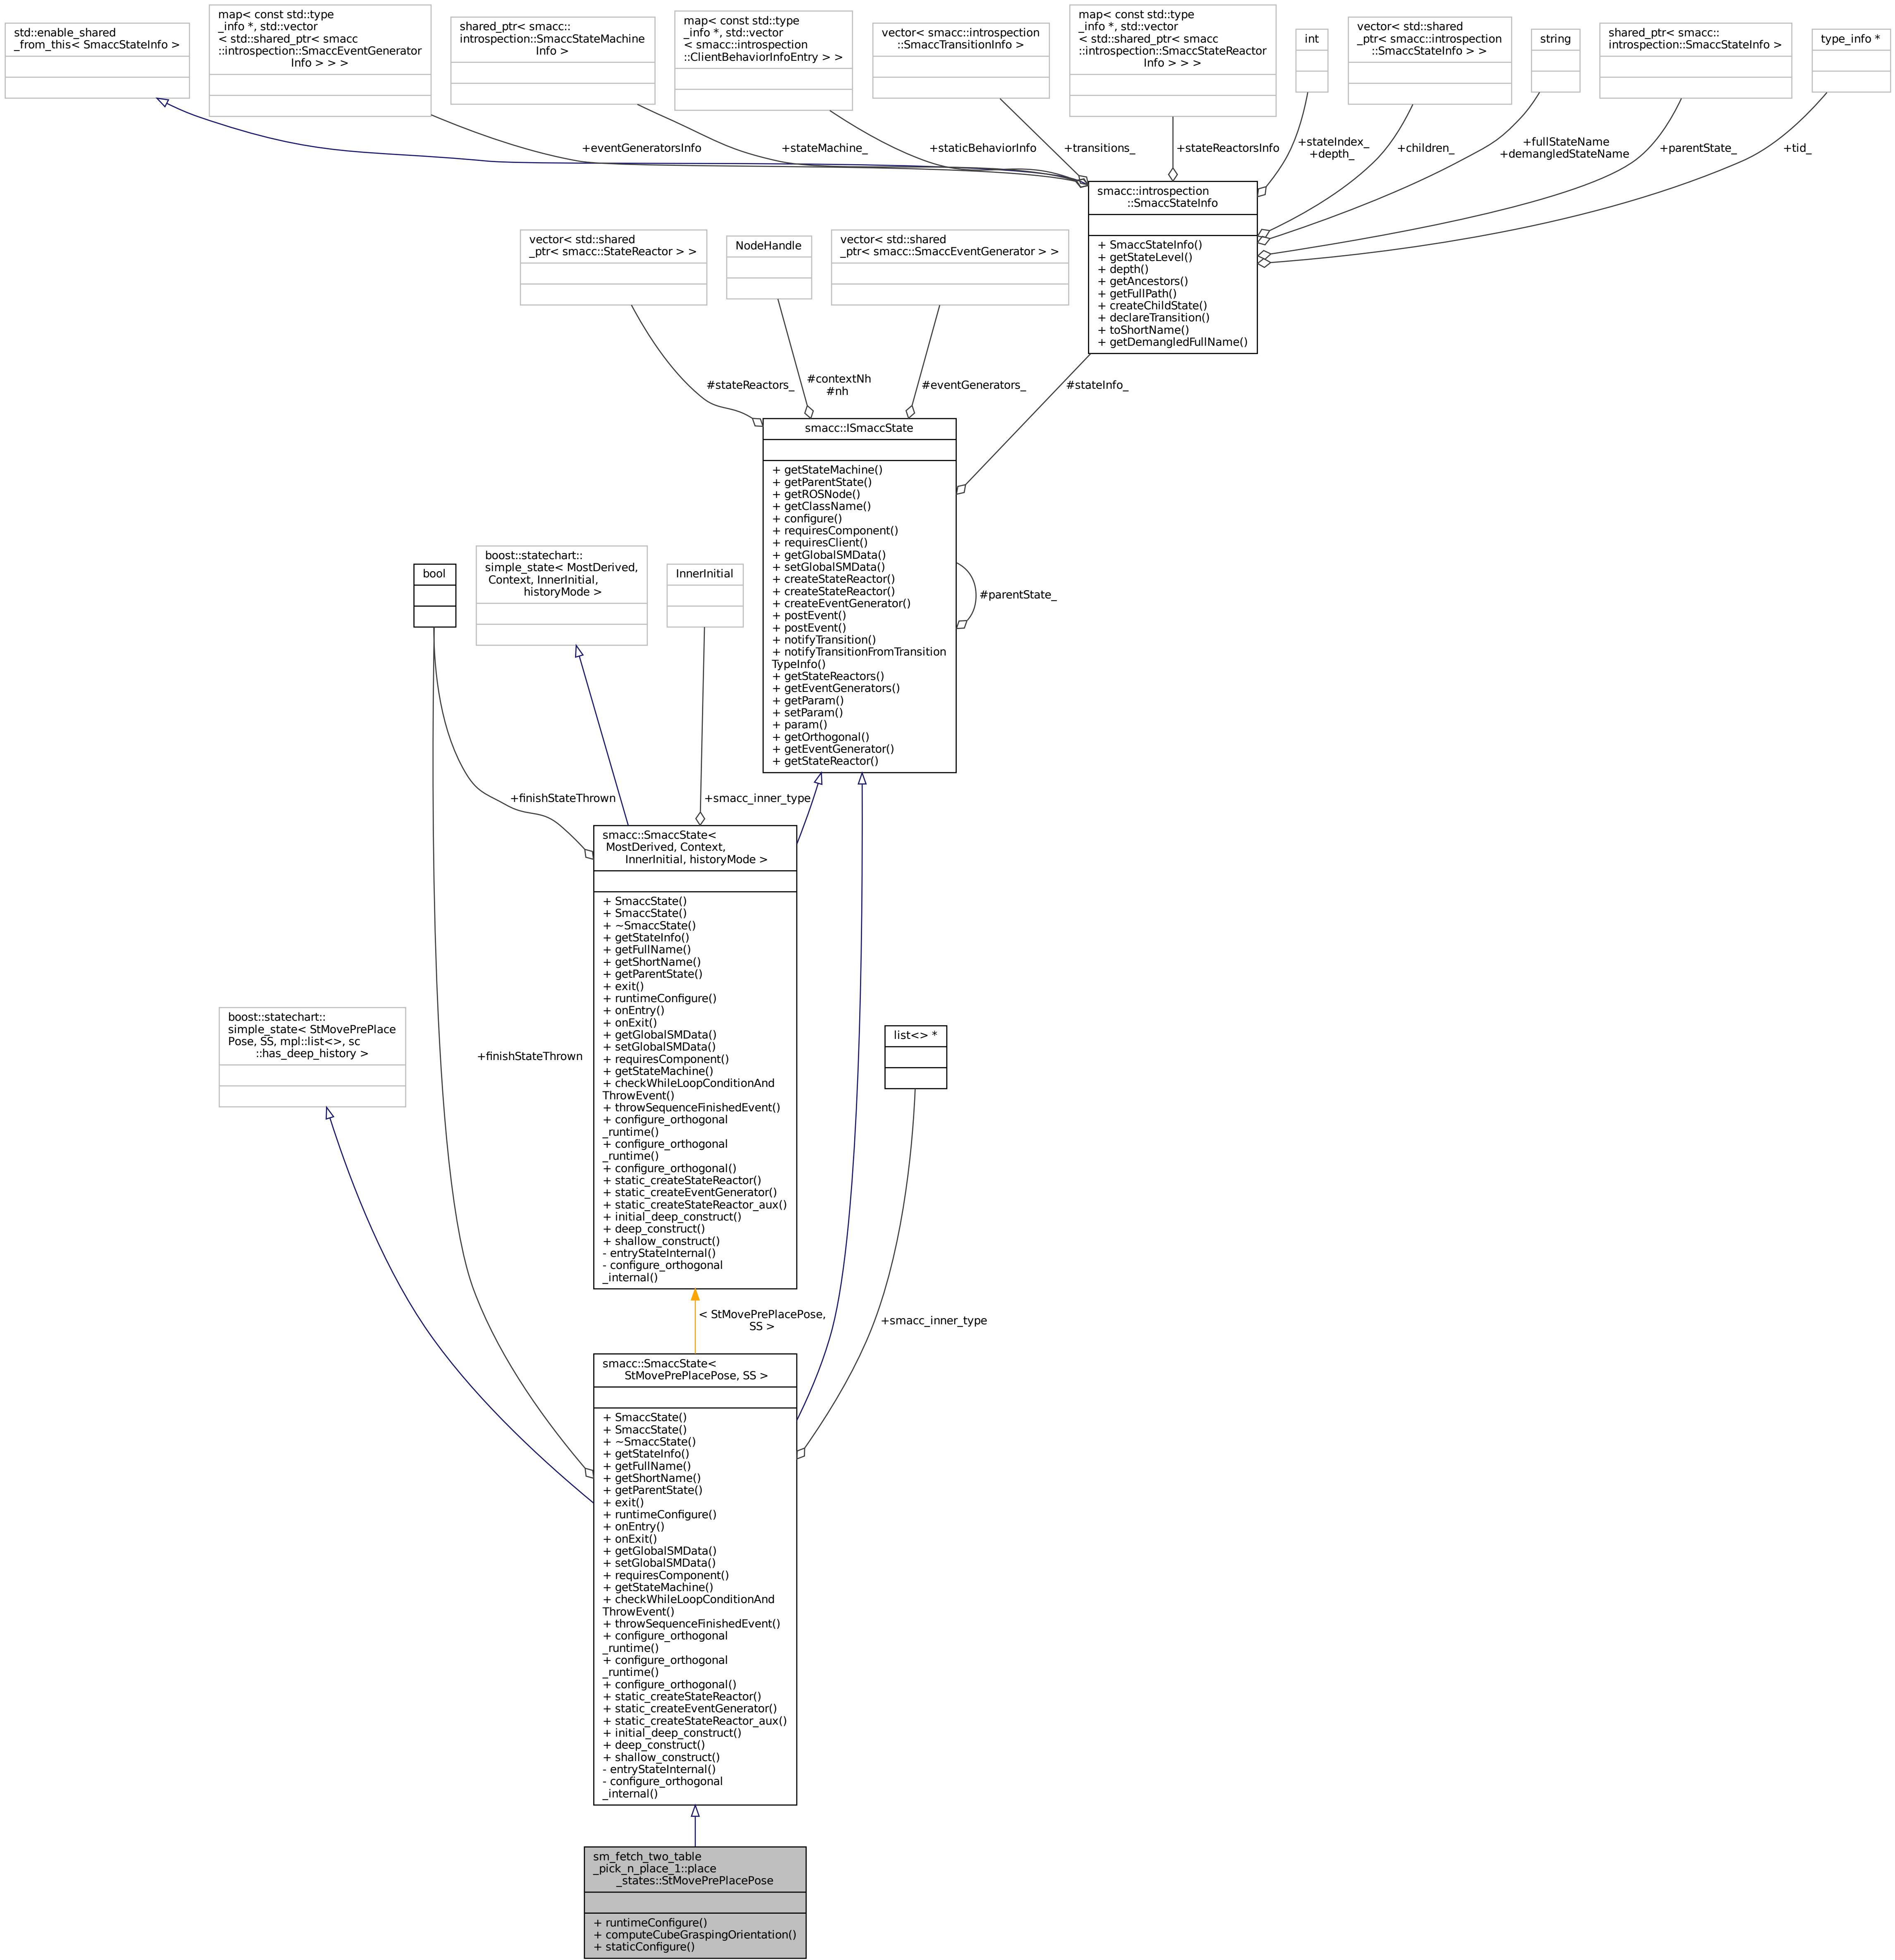 std::enable_shared
_from_this< SmaccStateInfo >
map< const std::type
_info *, std::vector
< std::shared_ptr< smacc
::introspection::SmaccEventGenerator
Info > > >
shared_ptr< smacc::
introspection::SmaccStateMachine
Info >
map< const std::type
_info *, std::vector
< smacc::introspection
::ClientBehaviorInfoEntry > >
vector< smacc::introspection
::SmaccTransitionInfo >
map< const std::type
_info *, std::vector
< std::shared_ptr< smacc
::introspection::SmaccStateReactor
Info > > >
int
vector< std::shared
_ptr< smacc::introspection
::SmaccStateInfo > >
string
shared_ptr< smacc::
introspection::SmaccStateInfo >
type_info *
+eventGeneratorsInfo
+stateMachine_
+staticBehaviorInfo
+transitions_
+stateReactorsInfo
+stateIndex_
+depth_
+children_
+fullStateName
+demangledStateName
+parentState_
+tid_
smacc::introspection
::SmaccStateInfo
+ SmaccStateInfo()
+ getStateLevel()
+ depth()
+ getAncestors()
+ getFullPath()
+ createChildState()
+ declareTransition()
+ toShortName()
+ getDemangledFullName()
vector< std::shared
_ptr< smacc::StateReactor > >
NodeHandle
vector< std::shared
_ptr< smacc::SmaccEventGenerator > >
#stateReactors_
#contextNh
#nh
#eventGenerators_
#stateInfo_
smacc::ISmaccState
+ getStateMachine()
+ getParentState()
+ getROSNode()
+ getClassName()
+ configure()
+ requiresComponent()
+ requiresClient()
+ getGlobalSMData()
+ setGlobalSMData()
+ createStateReactor()
+ createStateReactor()
+ createEventGenerator()
+ postEvent()
+ postEvent()
+ notifyTransition()
+ notifyTransitionFromTransition
TypeInfo()
+ getStateReactors()
+ getEventGenerators()
+ getParam()
+ setParam()
+ param()
+ getOrthogonal()
+ getEventGenerator()
+ getStateReactor()
#parentState_
bool
boost::statechart::
simple_state< MostDerived,
Context, InnerInitial,
historyMode >
InnerInitial
+finishStateThrown
+smacc_inner_type
smacc::SmaccState<
MostDerived, Context,
InnerInitial, historyMode >
+ SmaccState()
+ SmaccState()
+ ~SmaccState()
+ getStateInfo()
+ getFullName()
+ getShortName()
+ getParentState()
+ exit()
+ runtimeConfigure()
+ onEntry()
+ onExit()
+ getGlobalSMData()
+ setGlobalSMData()
+ requiresComponent()
+ getStateMachine()
+ checkWhileLoopConditionAnd
ThrowEvent()
+ throwSequenceFinishedEvent()
+ configure_orthogonal
_runtime()
+ configure_orthogonal
_runtime()
+ configure_orthogonal()
+ static_createStateReactor()
+ static_createEventGenerator()
+ static_createStateReactor_aux()
+ initial_deep_construct()
+ deep_construct()
+ shallow_construct()
- entryStateInternal()
- configure_orthogonal
_internal()
boost::statechart::
simple_state< StMovePrePlace
Pose, SS, mpl::list<>, sc
::has_deep_history >
+finishStateThrown
list<> *
< StMovePrePlacePose,
SS >
+smacc_inner_type
smacc::SmaccState<
StMovePrePlacePose, SS >
+ SmaccState()
+ SmaccState()
+ ~SmaccState()
+ getStateInfo()
+ getFullName()
+ getShortName()
+ getParentState()
+ exit()
+ runtimeConfigure()
+ onEntry()
+ onExit()
+ getGlobalSMData()
+ setGlobalSMData()
+ requiresComponent()
+ getStateMachine()
+ checkWhileLoopConditionAnd
ThrowEvent()
+ throwSequenceFinishedEvent()
+ configure_orthogonal
_runtime()
+ configure_orthogonal
_runtime()
+ configure_orthogonal()
+ static_createStateReactor()
+ static_createEventGenerator()
+ static_createStateReactor_aux()
+ initial_deep_construct()
+ deep_construct()
+ shallow_construct()
- entryStateInternal()
- configure_orthogonal
_internal()
sm_fetch_two_table
_pick_n_place_1::place
_states::StMovePrePlacePose
+ runtimeConfigure()
+ computeCubeGraspingOrientation()
+ staticConfigure()